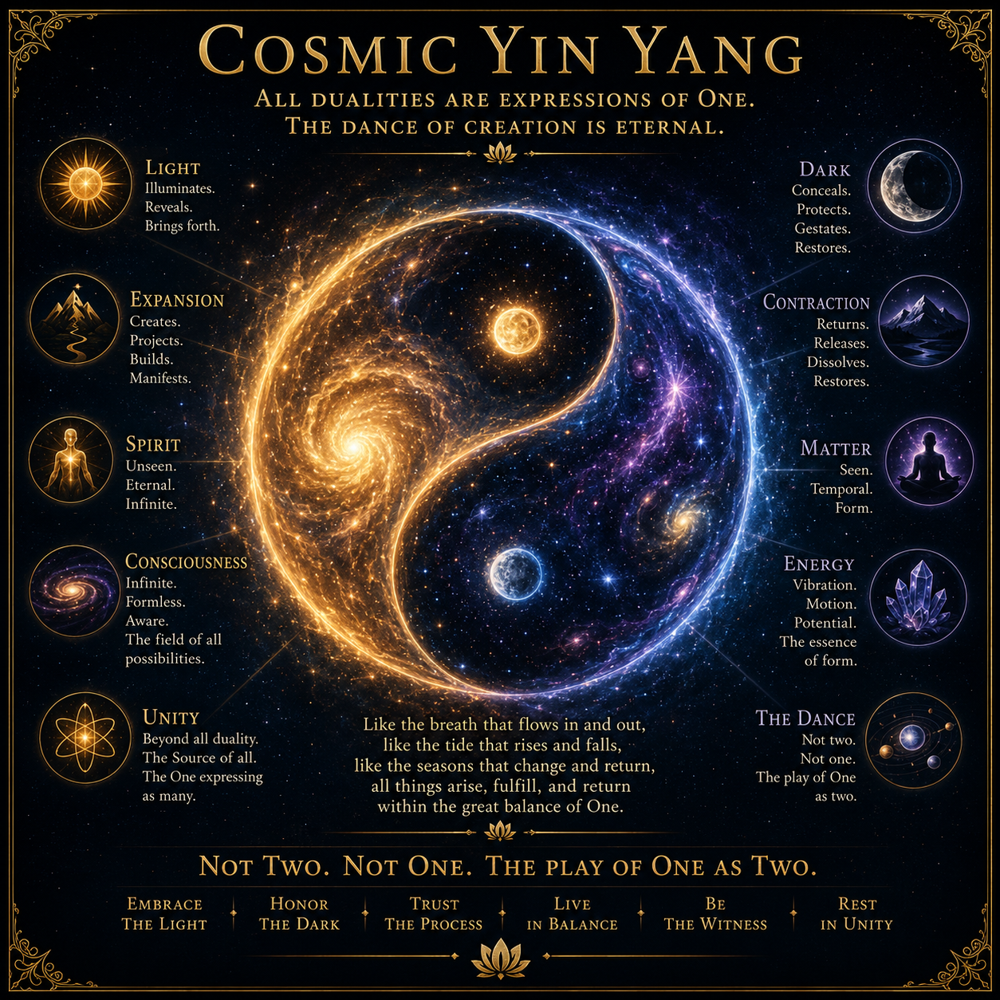 Cosmic Yin Yang
All dualities are expressions of One.
The dance of creation is eternal.
Light
Illuminates.
Reveals.
Brings forth.
Expansion
Creates.
Projects.
Builds.
Manifests.
Spirit
Unseen.
Eternal.
Infinite.
Consciousness
Infinite.
Formless.
Aware.
The field of all
possibilities.
Unity
Beyond all duality.
The Source of all.
The One expressing
as many.
Dark
Conceals.
Protects.
Gestates.
Restores.
Contraction
Returns.
Releases.
Dissolves.
Restores.
Matter
Seen.
Temporal.
Form.
Energy
Vibration.
Motion.
Potential.
The essence
of form.
The Dance
Not two.
Not one.
The play of One
as two.
Like the breath that flows in and out,
like the tide that rises and falls,
like the seasons that change and return,
all things arise, fulfill, and return
within the great balance of One.
Not Two. Not One. The play of One as Two.
Embrace
The Light
Honor
The Dark
Trust
The Process
Live
in Balance
Be
The Witness
Rest
in Unity